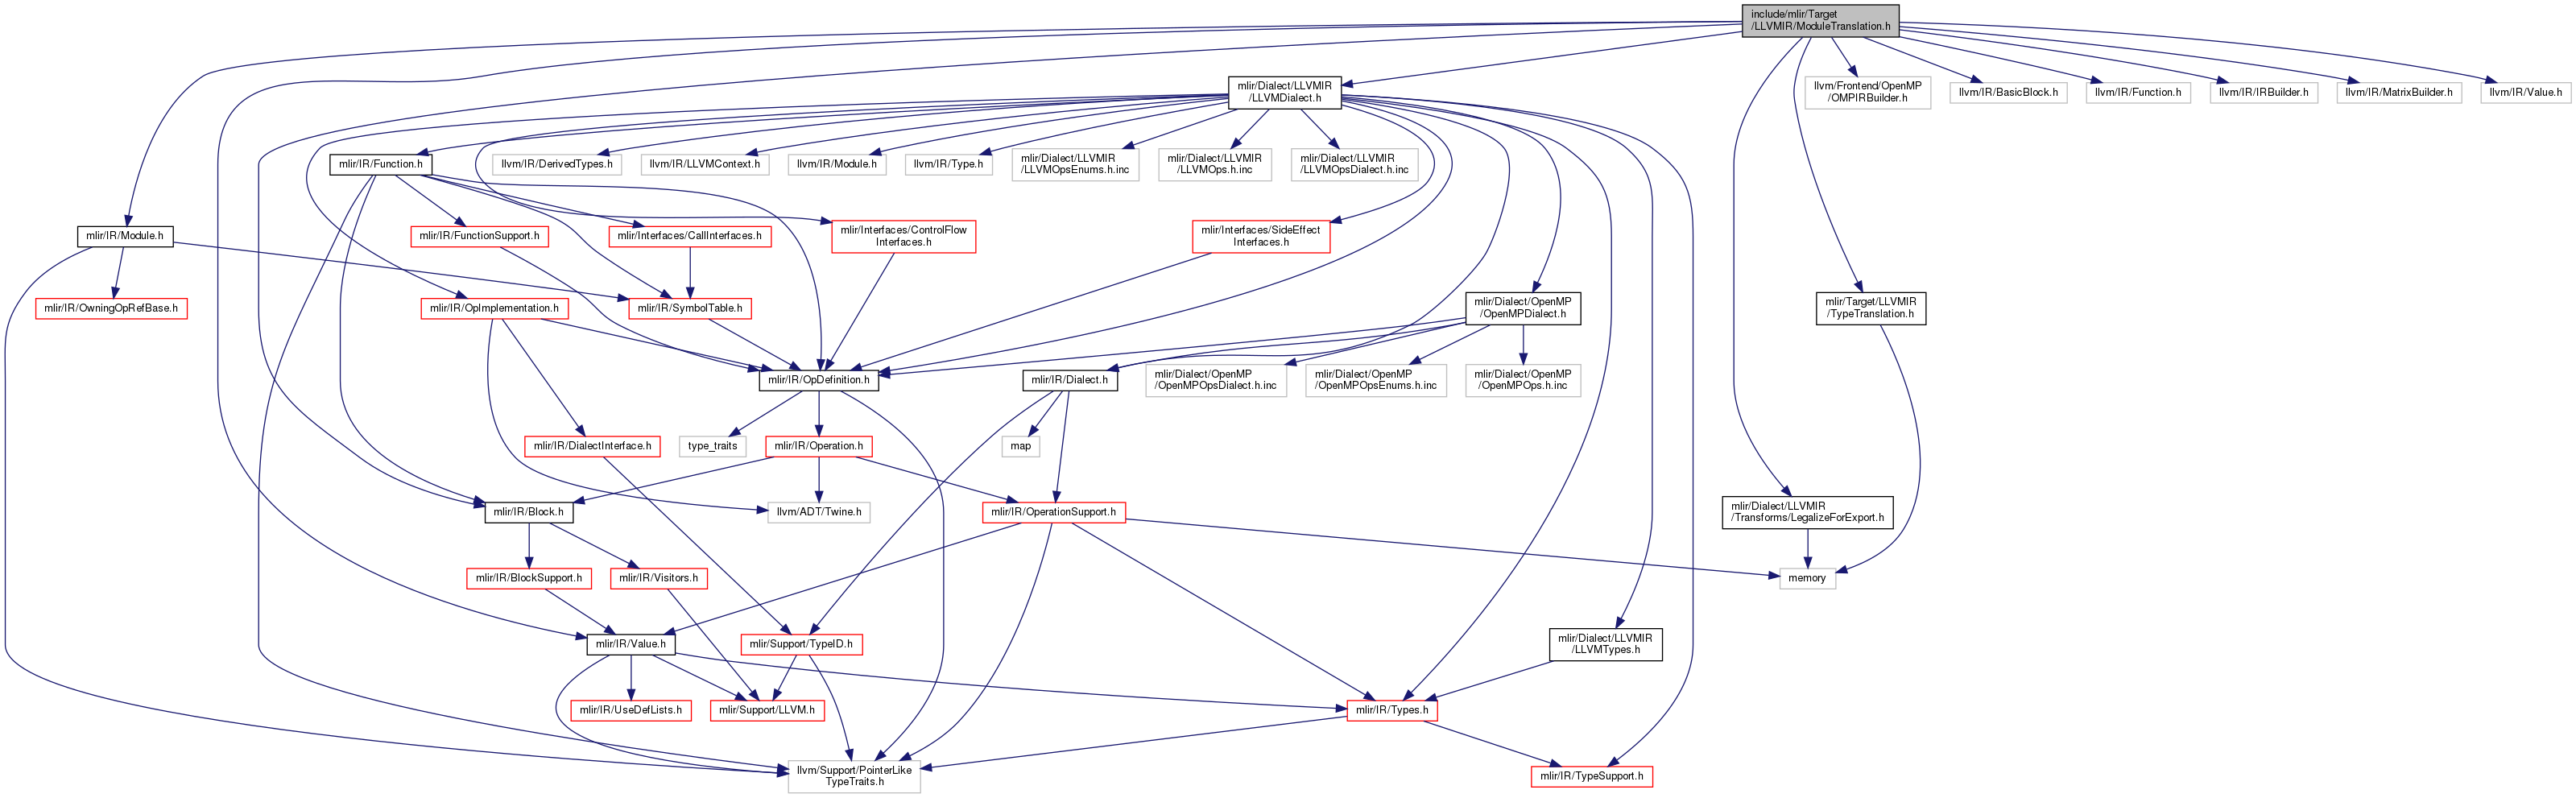 include/mlir/Target
/LLVMIR/ModuleTranslation.h
mlir/Dialect/LLVMIR
/LLVMDialect.h
llvm/Frontend/OpenMP
/OMPIRBuilder.h
llvm/IR/BasicBlock.h
llvm/IR/Function.h
llvm/IR/IRBuilder.h
llvm/IR/MatrixBuilder.h
llvm/IR/Value.h
mlir/IR/Function.h
llvm/IR/DerivedTypes.h
llvm/IR/LLVMContext.h
llvm/IR/Module.h
llvm/IR/Type.h
mlir/Dialect/LLVMIR
/LLVMOpsEnums.h.inc
mlir/Dialect/LLVMIR
/LLVMOps.h.inc
mlir/Dialect/LLVMIR
/LLVMOpsDialect.h.inc
mlir/IR/Module.h
mlir/IR/FunctionSupport.h
mlir/Interfaces/CallInterfaces.h
mlir/Interfaces/ControlFlow
Interfaces.h
mlir/Interfaces/SideEffect
Interfaces.h
mlir/IR/OwningOpRefBase.h
mlir/IR/OpImplementation.h
mlir/IR/SymbolTable.h
mlir/Dialect/OpenMP
/OpenMPDialect.h
mlir/Target/LLVMIR
/TypeTranslation.h
mlir/IR/OpDefinition.h
mlir/IR/Dialect.h
mlir/Dialect/OpenMP
/OpenMPOpsDialect.h.inc
mlir/Dialect/OpenMP
/OpenMPOpsEnums.h.inc
mlir/Dialect/OpenMP
/OpenMPOps.h.inc
mlir/IR/DialectInterface.h
type_traits
mlir/IR/Operation.h
map
mlir/IR/Block.h
llvm/ADT/Twine.h
mlir/IR/OperationSupport.h
mlir/Dialect/LLVMIR
/Transforms/LegalizeForExport.h
mlir/IR/BlockSupport.h
mlir/IR/Visitors.h
memory
mlir/IR/Value.h
mlir/Support/TypeID.h
mlir/Dialect/LLVMIR
/LLVMTypes.h
mlir/IR/UseDefLists.h
mlir/Support/LLVM.h
mlir/IR/Types.h
llvm/Support/PointerLike
TypeTraits.h
mlir/IR/TypeSupport.h